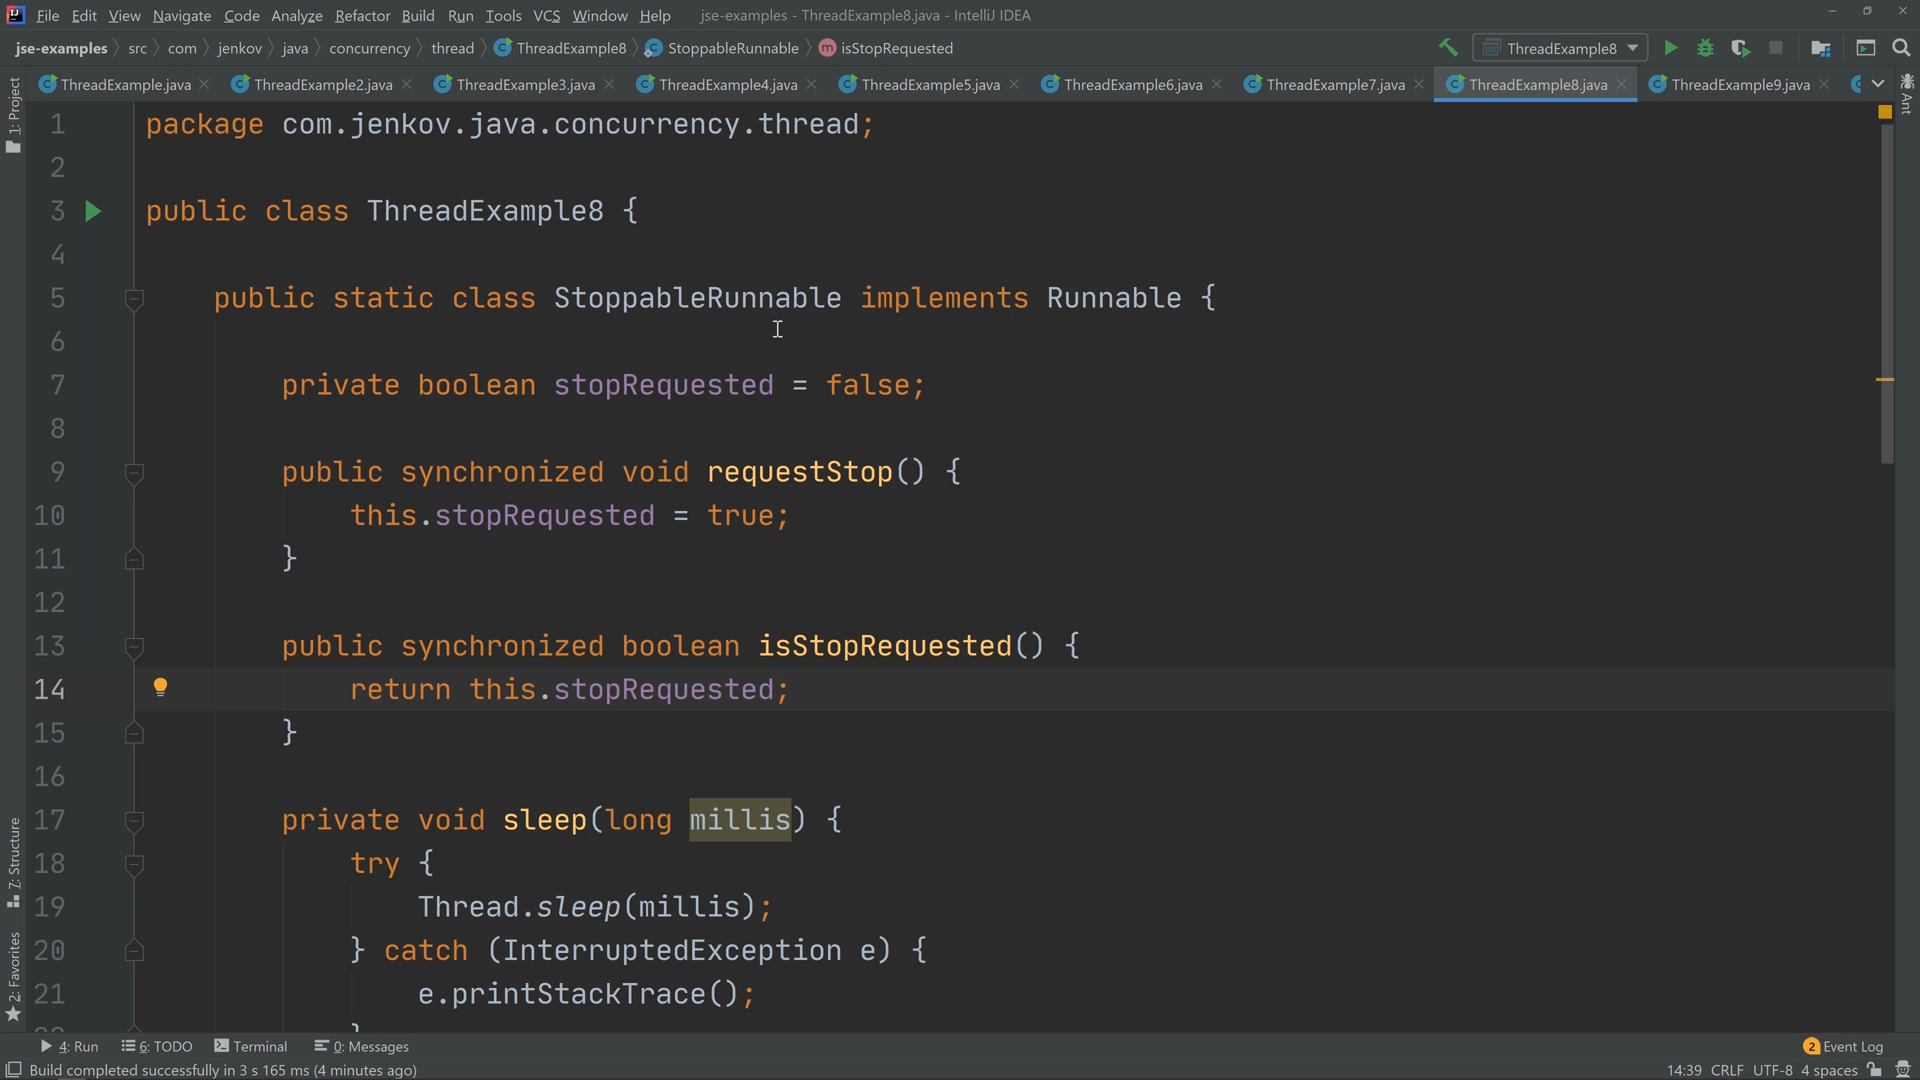 File Edit View Navigate Code Analyze Refactor Build Run Tools VCS Window Help jse-examples - ThreadExample8.java - IntelliJ IDEA
jse-examples src com jenkov java concurrency thread ThreadExample8 StoppableRunnable isStopRequested ThreadExample8
ThreadExample.java ThreadExample2.java ThreadExample3.java ThreadExample4.java ThreadExample5.java ThreadExample6.java ThreadExample7.java ThreadExample8.java ThreadExample9.java
1: Project
Ant
1 package com.jenkov.java.concurrency.thread;
2
3 public class ThreadExample8 {
4
5 public static class StoppableRunnable implements Runnable {
6
7 private boolean stopRequested = false;
8
9 public synchronized void requestStop() {
10 this.stopRequested = true;
11 }
12
13 public synchronized boolean isStopRequested() {
14 return this.stopRequested;
15 }
16
17 private void sleep(long millis) {
18 try {
19 Thread.sleep(millis);
20 } catch (InterruptedException e) {
21 e.printStackTrace();
}
7: Structure
2: Favorites
4: Run 6: TODO Terminal 0: Messages 2 Event Log
Build completed successfully in 3 s 165 ms (4 minutes ago) 14:39 CRLF UTF-8 4 spaces